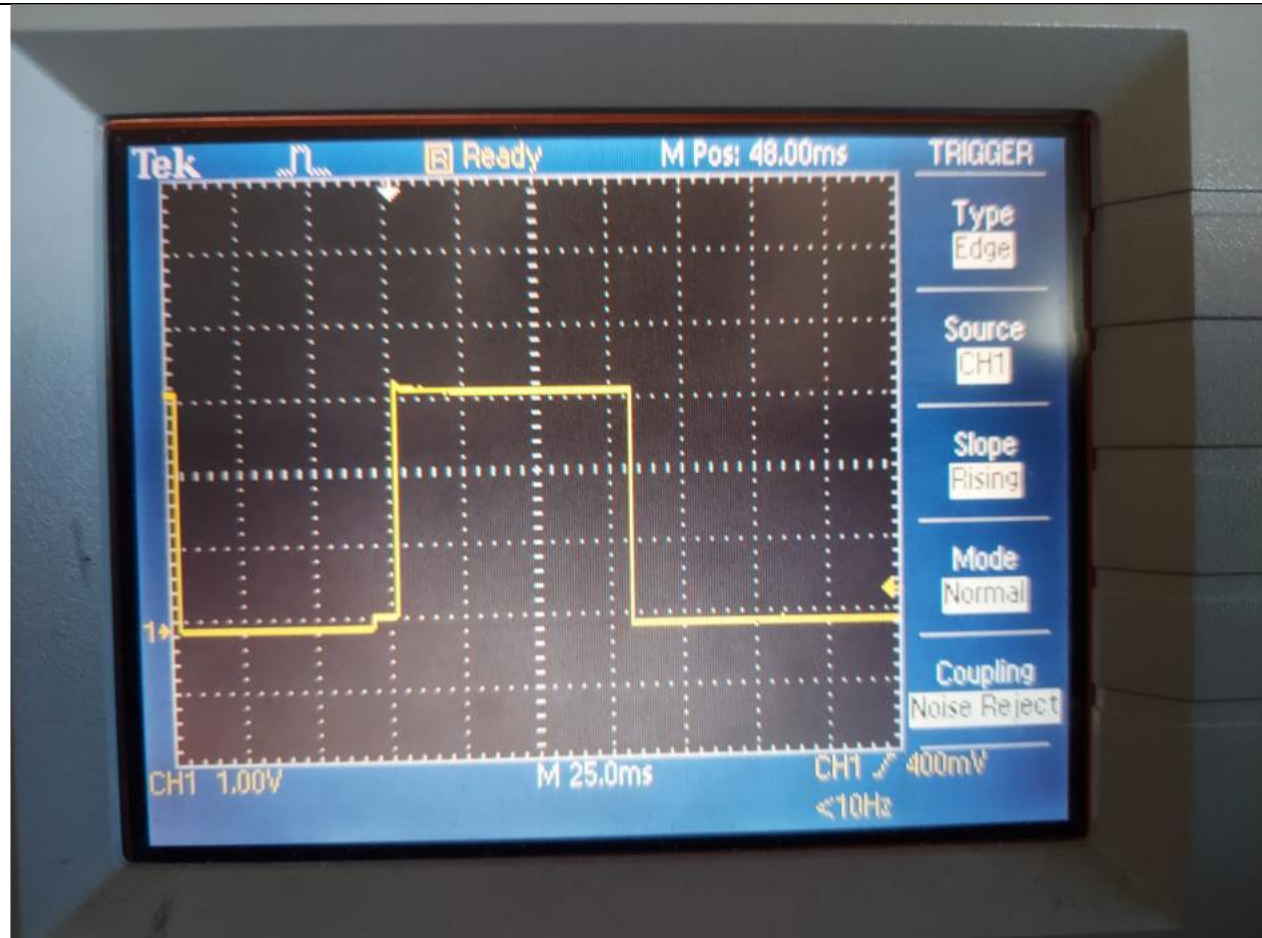 Tek R Ready M Pos: 48.00ms TRIGGER
Type
Edge
Source
CH1
Slope
Rising
Mode
Normal
1
Coupling
Noise Reject
CH1 1.00V M 25.0ms CH1 400mV
<10Hz